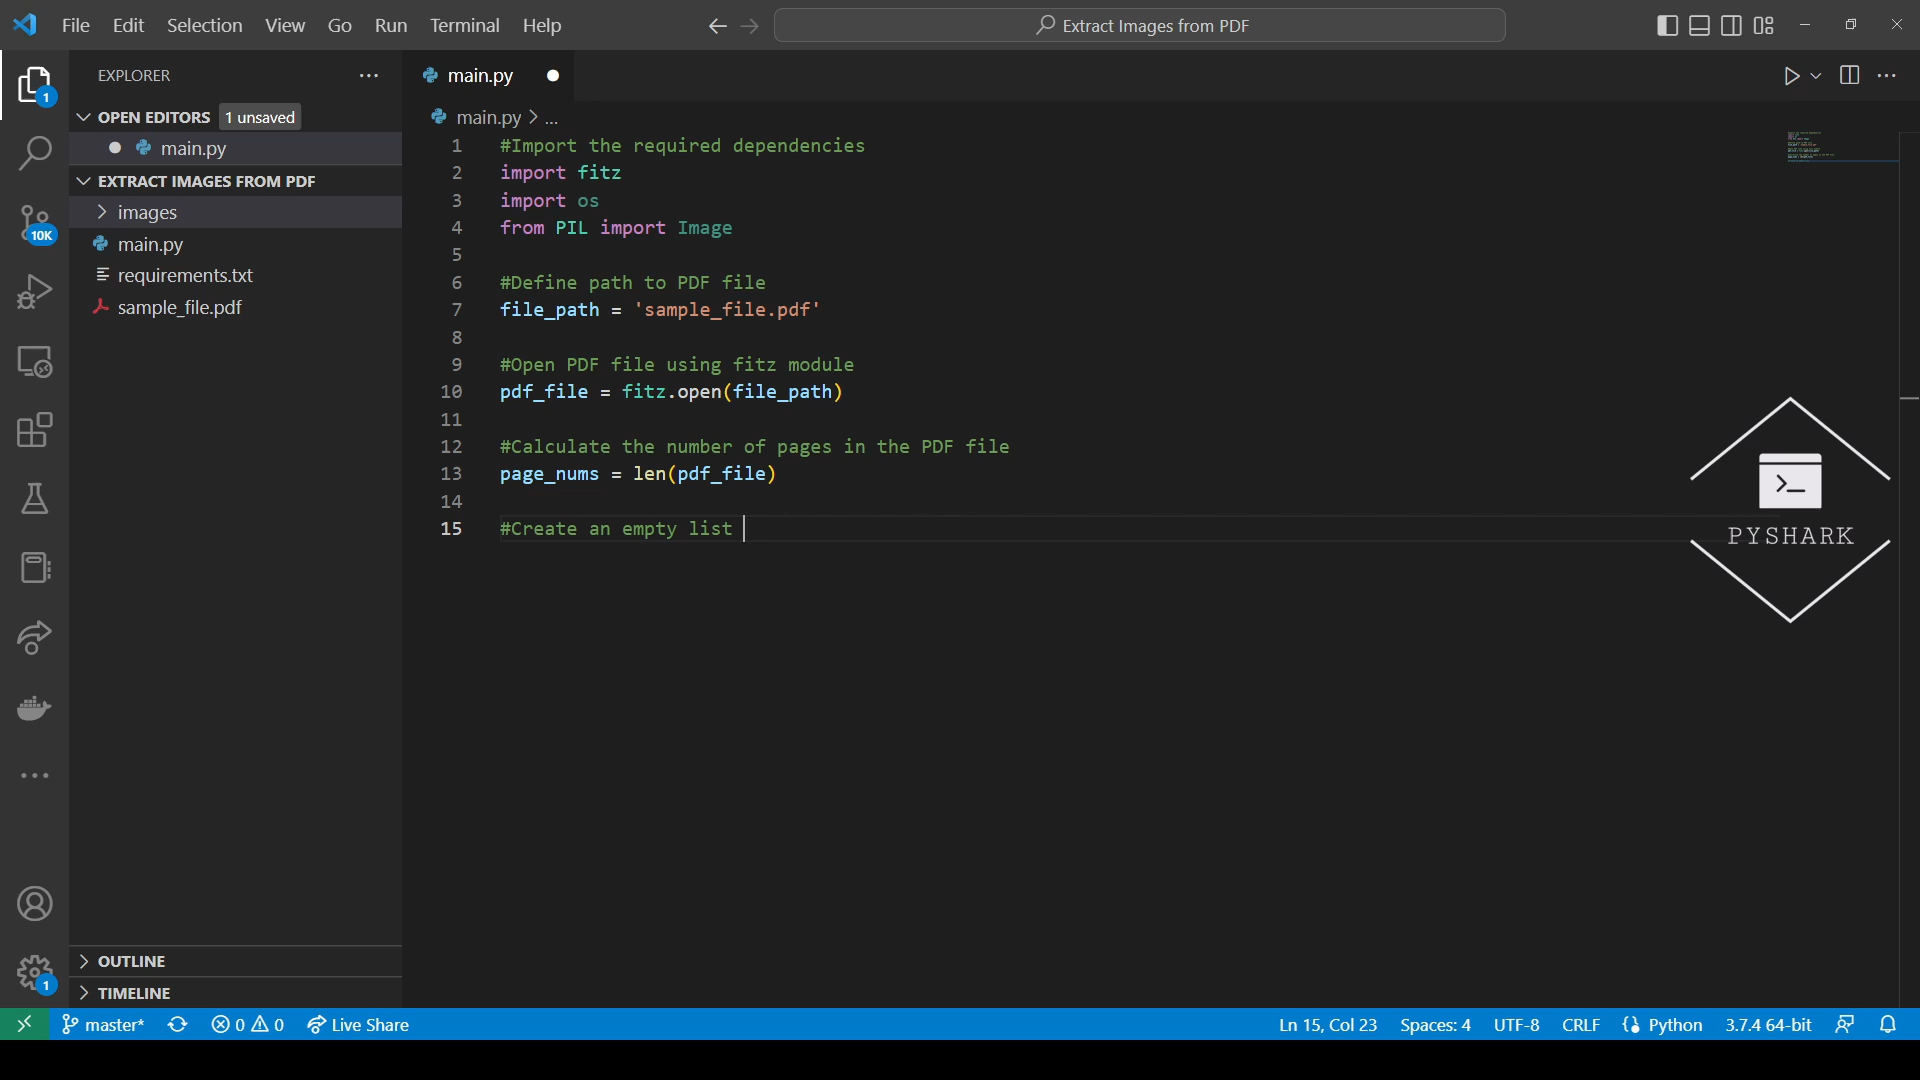 File Edit Selection View Go Run Terminal Help
Extract Images from PDF
EXPLORER
1
OPEN EDITORS 1 unsaved
main.py
EXTRACT IMAGES FROM PDF
images
main.py
requirements.txt
sample_file.pdf
10K
OUTLINE
TIMELINE
1
main.py
main.py > ...
1 #Import the required dependencies
2 import fitz
3 import os
4 from PIL import Image
5
6 #Define path to PDF file
7 file_path = 'sample_file.pdf'
8
9 #Open PDF file using fitz module
10 pdf_file = fitz.open(file_path)
11
12 #Calculate the number of pages in the PDF file
13 page_nums = len(pdf_file)
14
15 #Create an empty list
PYSHARK
master* 0 0 Live Share Ln 15, Col 23 Spaces: 4 UTF-8 CRLF Python 3.7.4 64-bit